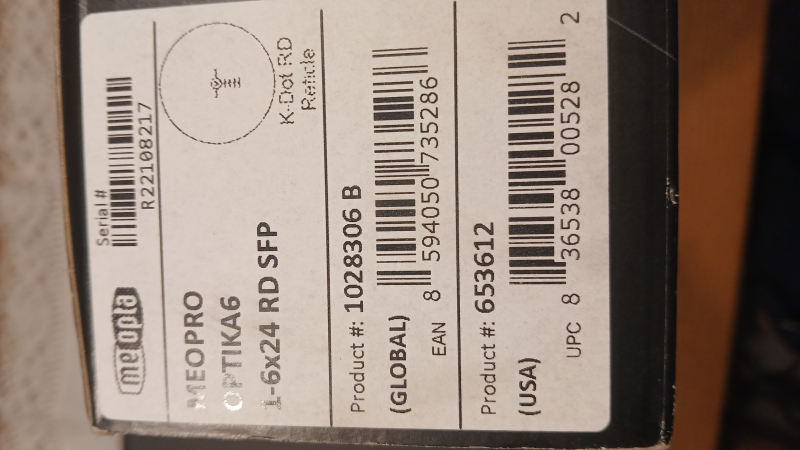 meopta
Serial #
R22108217
MEOPRO
OPTIKA6
1-6x24 RD SFP
K-Dot RD
Reticle
Product #: 1028306 B
(GLOBAL)
EAN
8 594050 735286
Product #: 653612
(USA)
UPC
8 36538 00528 2